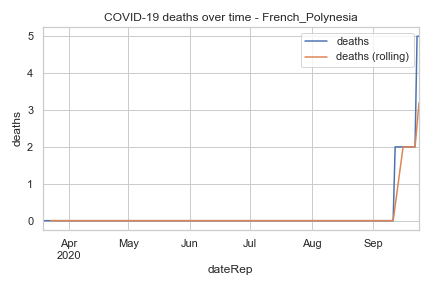 COVID-19 deaths over time - French_Polynesia
deaths
deaths (rolling)
5
4
3
2
1
0
deaths
Apr
2020
May
Jun
Jul
Aug
Sep
dateRep